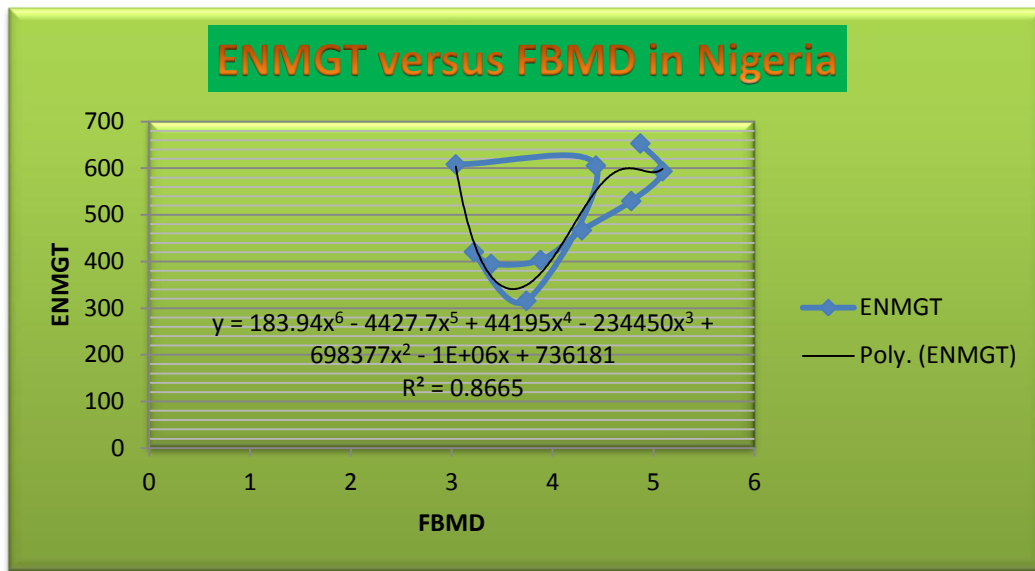 ENMGT versus FBMD in Nigeria
700
600
500
400
300
200
100
0
ENMGT
y = 183.94x⁶ - 4427.7x⁵ + 44195x⁴ - 234450x³ +
698377x² - 1E+06x + 736181
R² = 0.8665
0 1 2 3 4 5 6
FBMD
ENMGT
Poly. (ENMGT)